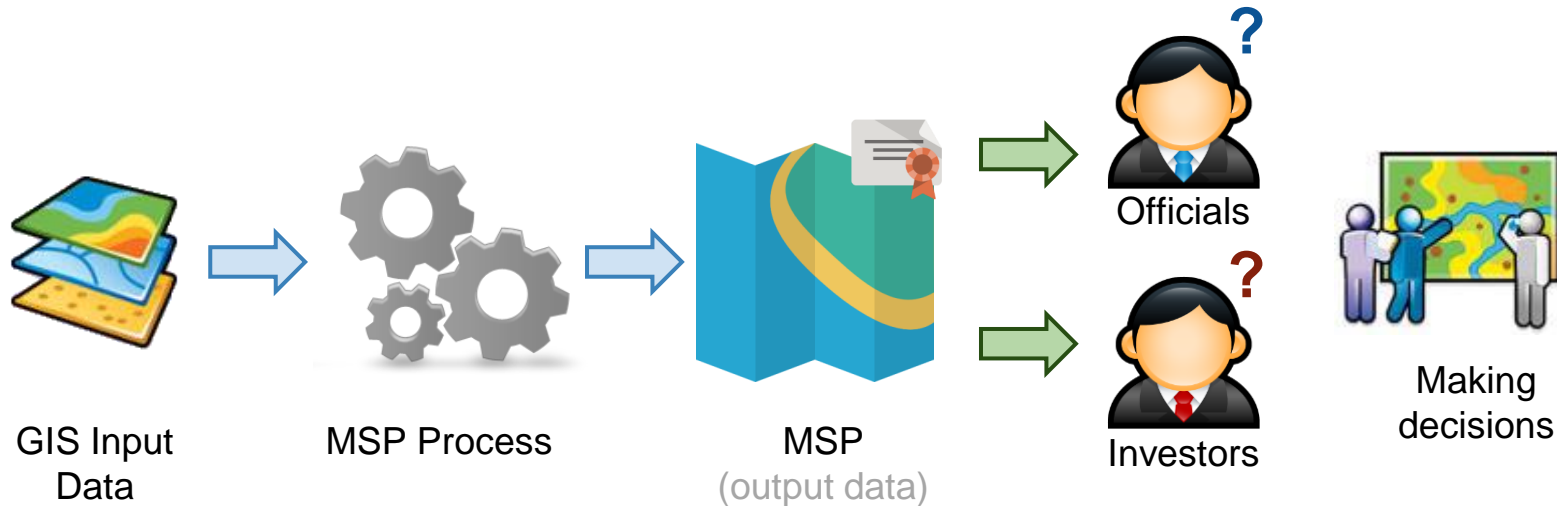 ?
Officials
?
Investors
GIS Input
Data
MSP Process
MSP
(output data)
Making
decisions